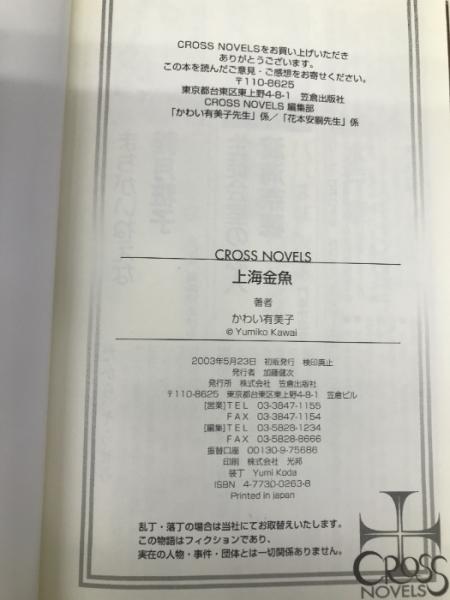 CROSS NOVELSをお買い上げいただき
ありがとうございます。
この本を読んだご意見・ご感想をお寄せください。
〒110-8625
東京都台東区東上野4-8-1 笠倉出版社
CROSS NOVELS 編集部
「かわい有美子先生」係／「花本安嗣先生」係
CROSS NOVELS
上海金魚
著者
かわい有美子
© Yumiko Kawai
2003年5月23日 初版発行 検印廃止
発行者 加藤健次
発行所 株式会社 笠倉出版社
〒110-8625 東京都台東区東上野4-8-1 笠倉ビル
[営業]TEL 03-3847-1155
FAX 03-3847-1154
[編集]TEL 03-5828-1234
FAX 03-5828-8666
振替口座 00130-9-75686
印刷 株式会社 光邦
装丁 Yumi Koda
ISBN 4-7730-0263-8
Printed in japan
乱丁・落丁の場合は当社にてお取替えいたします。
この物語はフィクションであり、
実在の人物・事件・団体とは一切関係ありません。
CROSS
NOVELS